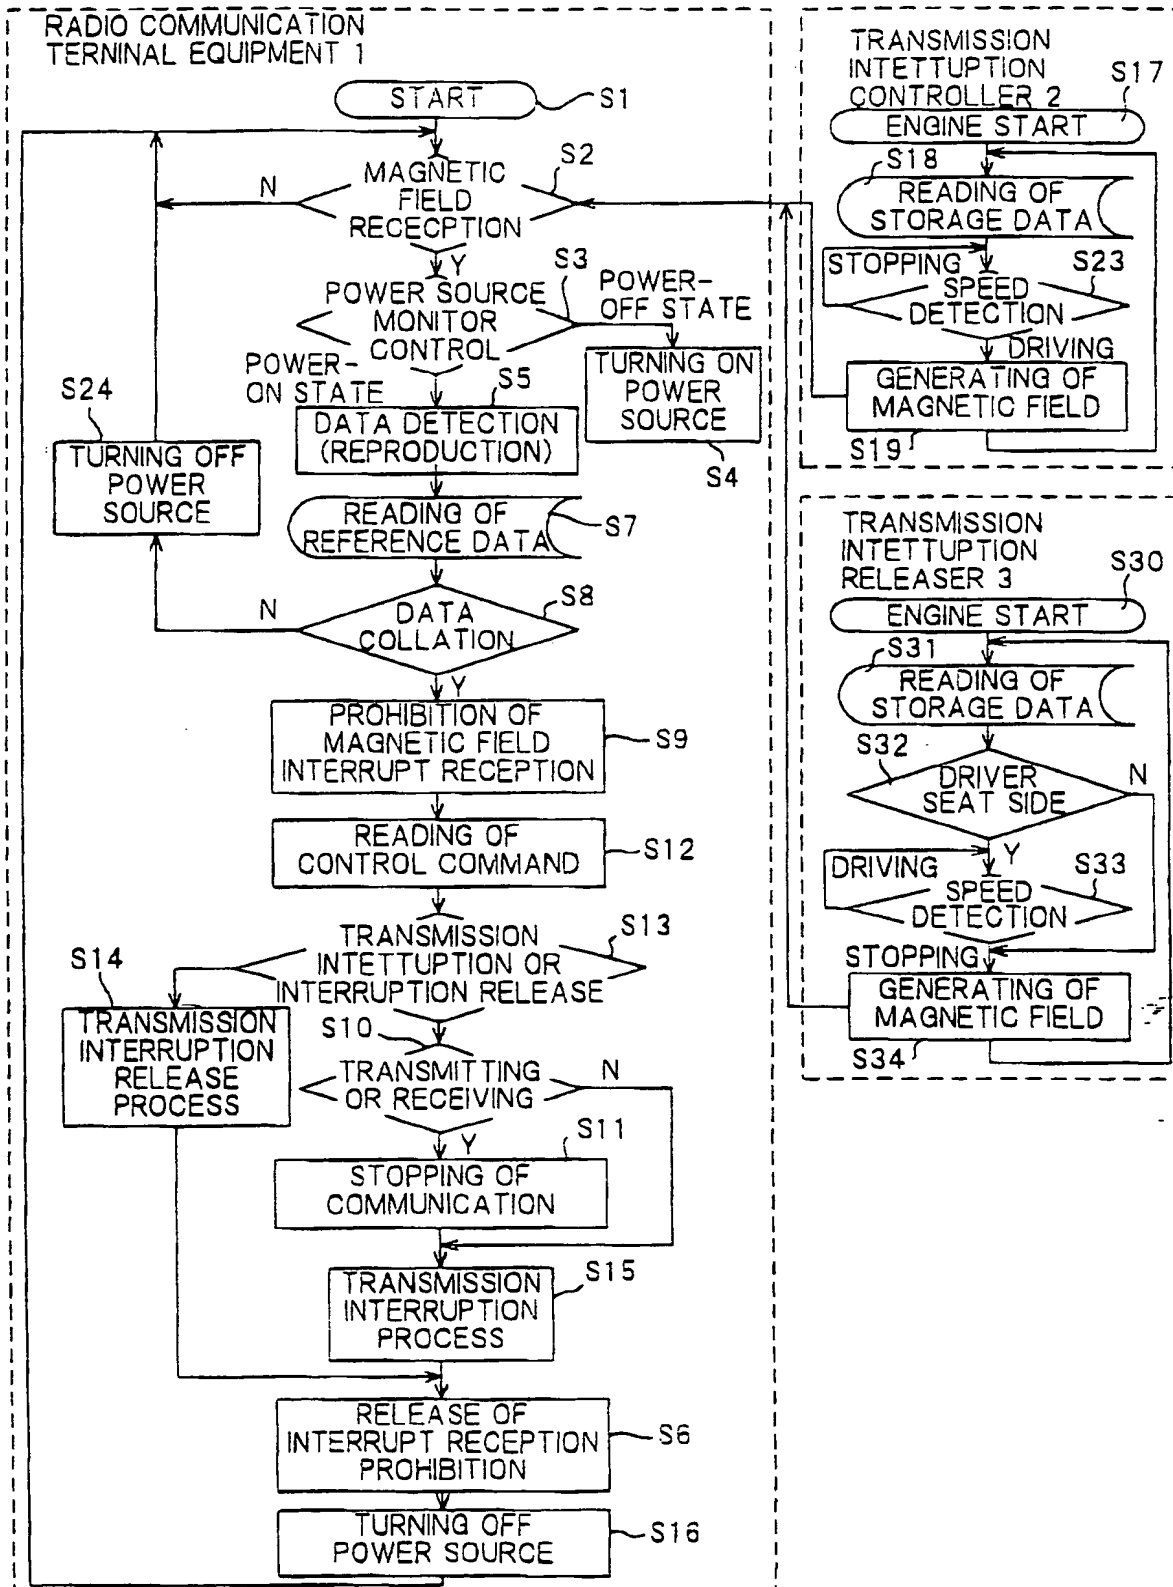 RADIO COMMUNICATION
TERNINAL EQUIPMENT 1
START
S1
MAGNETIC
FIELD
RECECPTION
S2
N
Y
POWER SOURCE
MONITOR
CONTROL
S3
POWER-
OFF STATE
TURNING ON
POWER
SOURCE
S4
POWER-
ON STATE
S5
DATA DETECTION
(REPRODUCTION)
S24
TURNING OFF
POWER
SOURCE
READING OF
REFERENCE DATA
S7
DATA
COLLATION
S8
N
Y
PROHIBITION OF
MAGNETIC FIELD
INTERRUPT RECEPTION
S9
READING OF
CONTROL COMMAND
S12
TRANSMISSION
INTETTUPTION OR
INTERRUPTION RELEASE
S13
S14
TRANSMISSION
INTERRUPTION
RELEASE
PROCESS
S10
TRANSMITTING
OR RECEIVING
N
Y
S11
STOPPING OF
COMMUNICATION
TRANSMISSION
INTERRUPTION
PROCESS
S15
RELEASE OF
INTERRUPT RECEPTION
PROHIBITION
S6
TURNING OFF
POWER SOURCE
S16
TRANSMISSION
INTETTUPTION
CONTROLLER 2
S17
ENGINE START
S18
READING OF
STORAGE DATA
STOPPING
SPEED
DETECTION
S23
DRIVING
GENERATING OF
MAGNETIC FIELD
S19
TRANSMISSION
INTETTUPTION
RELEASER 3
S30
ENGINE START
S31
READING OF
STORAGE DATA
S32
DRIVER
SEAT SIDE
N
Y
DRIVING
SPEED
DETECTION
S33
STOPPING
GENERATING OF
MAGNETIC FIELD
S34